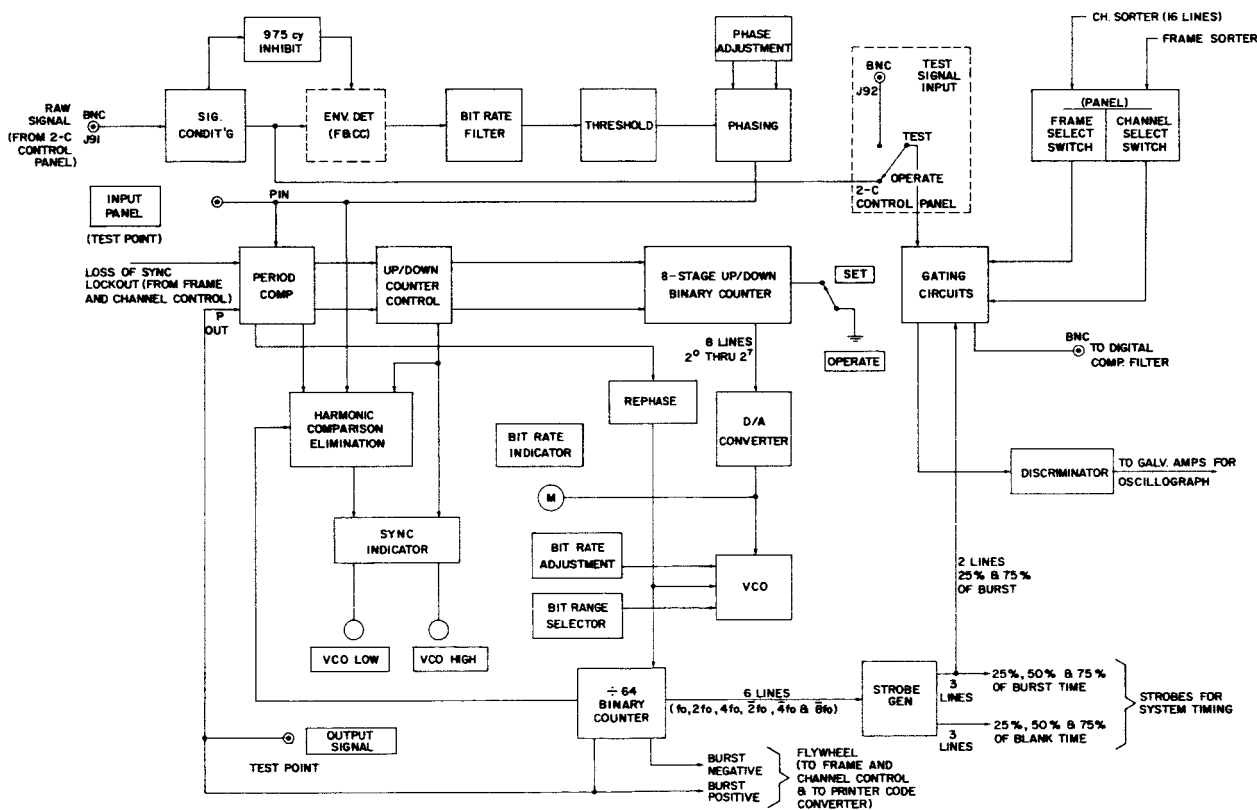 975 cy
INHIBIT
PHASE
ADJUSTMENT
CH. SORTER (16 LINES)
FRAME SORTER
RAW
SIGNAL
(FROM 2-C
CONTROL
PANEL)
BNC
J91
SIG.
CONDIT'G
ENV. DET
(F&CC)
BIT RATE
FILTER
THRESHOLD
PHASING
BNC
J92
TEST
SIGNAL
INPUT
TEST
OPERATE
2-C
CONTROL PANEL
(PANEL)
FRAME
SELECT
SWITCH
CHANNEL
SELECT
SWITCH
INPUT
PANEL
(TEST POINT)
PIN
LOSS OF SYNC
LOCKOUT (FROM FRAME
AND CHANNEL CONTROL)
P
OUT
PERIOD
COMP
UP/DOWN
COUNTER
CONTROL
8-STAGE UP/DOWN
BINARY COUNTER
SET
OPERATE
GATING
CIRCUITS
BNC
TO DIGITAL
COMP. FILTER
8 LINES
2⁰ THRU 2⁷
HARMONIC
COMPARISON
ELIMINATION
REPHASE
D/A
CONVERTER
BIT RATE
INDICATOR
M
DISCRIMINATOR
TO GALV. AMPS FOR
OSCILLOGRAPH
SYNC
INDICATOR
BIT RATE
ADJUSTMENT
BIT RANGE
SELECTOR
VCO
2 LINES
25% & 75%
OF BURST
VCO LOW
VCO HIGH
÷ 64
BINARY
COUNTER
6 LINES
(fo, 2fo, 4fo, 2̅fo, 4̅fo & 8̅fo)
STROBE
GEN
3
LINES
25%, 50% & 75%
OF BURST TIME
3
LINES
25%, 50% & 75%
OF BLANK TIME
STROBES FOR
SYSTEM TIMING
OUTPUT
SIGNAL
TEST POINT
BURST
NEGATIVE
BURST
POSITIVE
FLYWHEEL
(TO FRAME AND
CHANNEL CONTROL
& TO PRINTER CODE
CONVERTER)